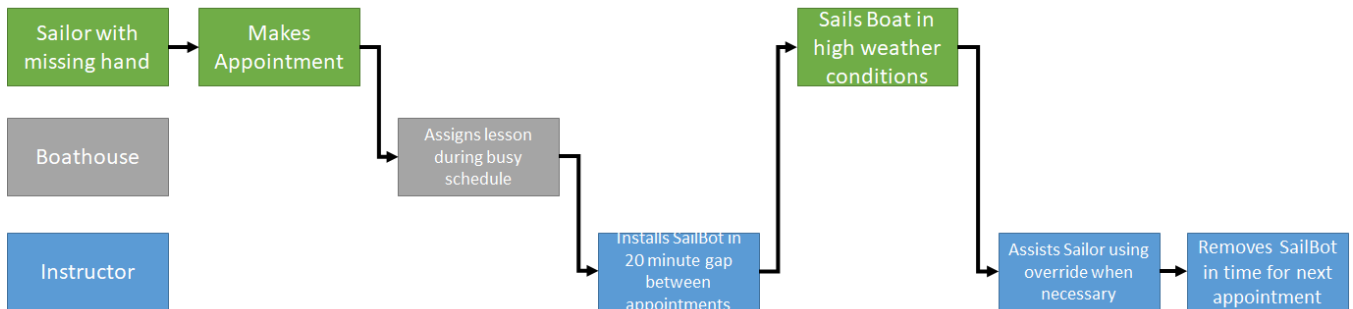 Sailor with
missing hand
Makes
Appointment
Sails Boat in
high weather
conditions
Boathouse
Assigns lesson
during busy
schedule
Instructor
Installs SailBot in
20 minute gap
between
appointments
Assists Sailor using
override when
necessary
Removes SailBot
in time for next
appointment